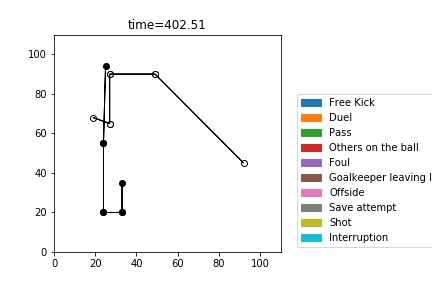 time=402.51
100
80
60
40
20
0
0 20 40 60 80 100
Free Kick
Duel
Pass
Others on the ball
Foul
Goalkeeper leaving l
Offside
Save attempt
Shot
Interruption